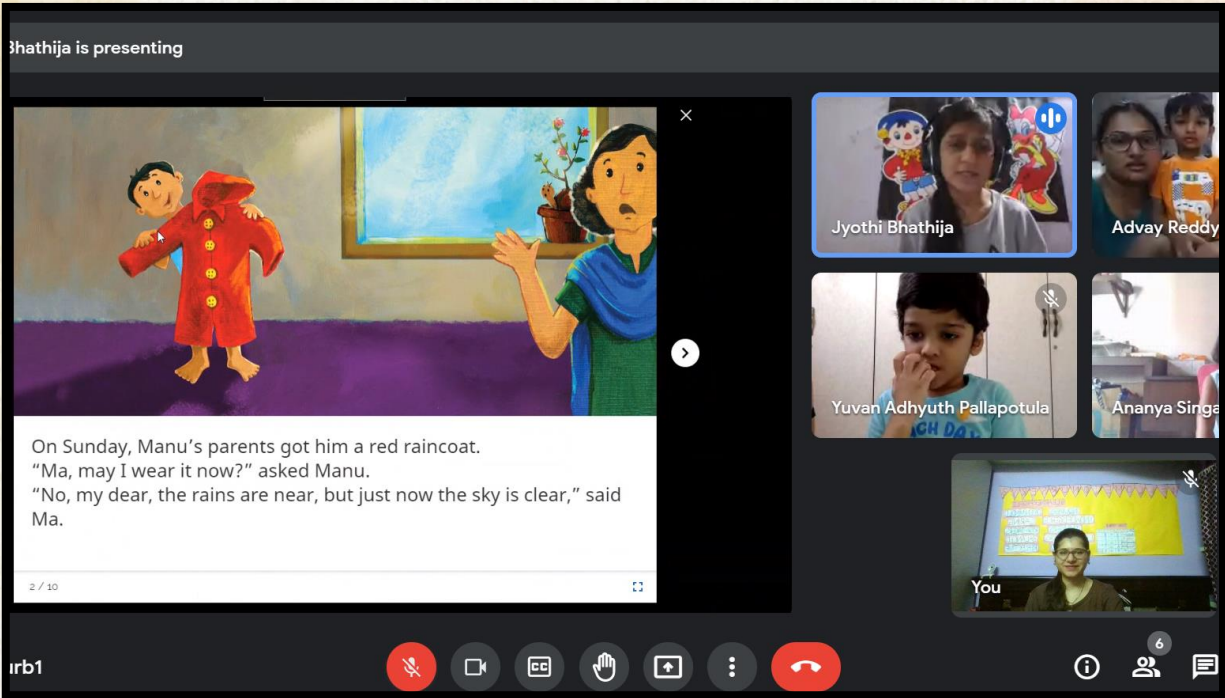 Bhathija is presenting
On Sunday, Manu's parents got him a red raincoat.
"Ma, may I wear it now?" asked Manu.
"No, my dear, the rains are near, but just now the sky is clear," said
Ma.
2 / 10
Jyothi Bhathija
Advay Reddy
Yuvan Adhyuth Pallapotula
Ananya Singa
You
urb1
CC
6